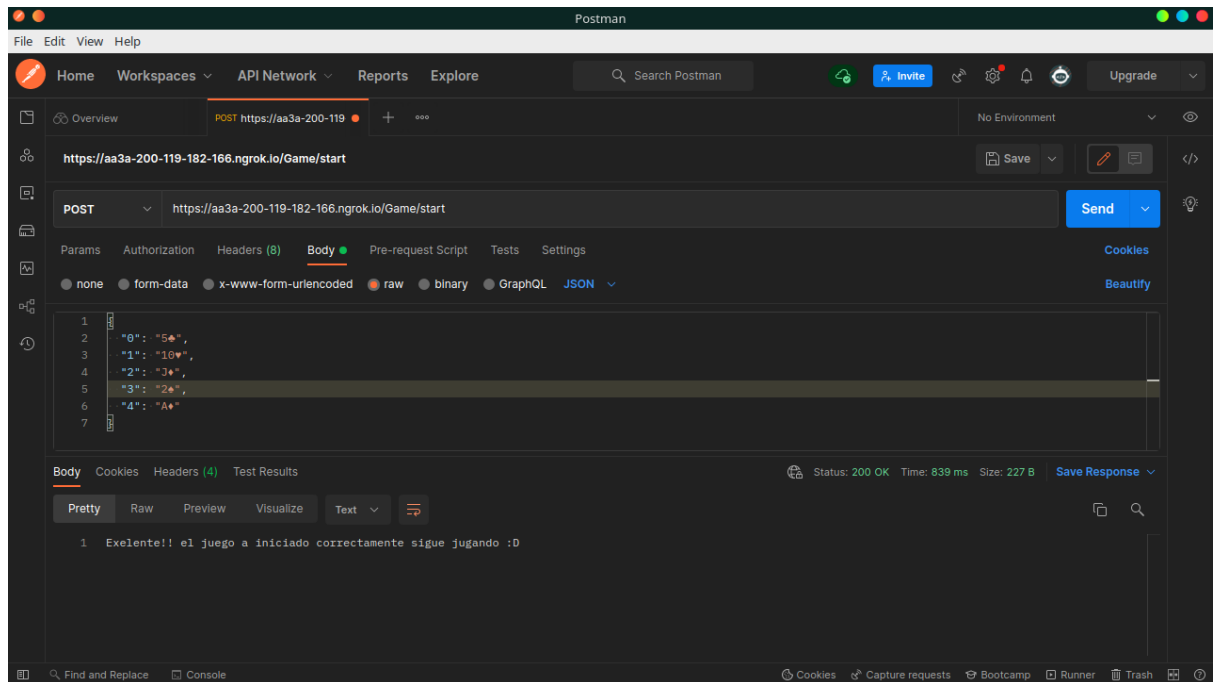 Postman
File Edit View Help
Home Workspaces API Network Reports Explore Search Postman Invite Upgrade
Overview POST https://aa3a-200-119 No Environment
https://aa3a-200-119-182-166.ngrok.io/Game/start Save
POST https://aa3a-200-119-182-166.ngrok.io/Game/start Send
Params Authorization Headers (8) Body Pre-request Script Tests Settings Cookies
none form-data x-www-form-urlencoded raw binary GraphQL JSON Beautify
1 {
2 "0": "5♣",
3 "1": "10♥",
4 "2": "J♦",
5 "3": "2♠",
6 "4": "A♦"
7 }
Body Cookies Headers (4) Test Results Status: 200 OK Time: 839 ms Size: 227 B Save Response
Pretty Raw Preview Visualize Text
1 Exelente!! el juego a iniciado correctamente sigue jugando :D
Find and Replace Console Cookies Capture requests Bootcamp Runner Trash